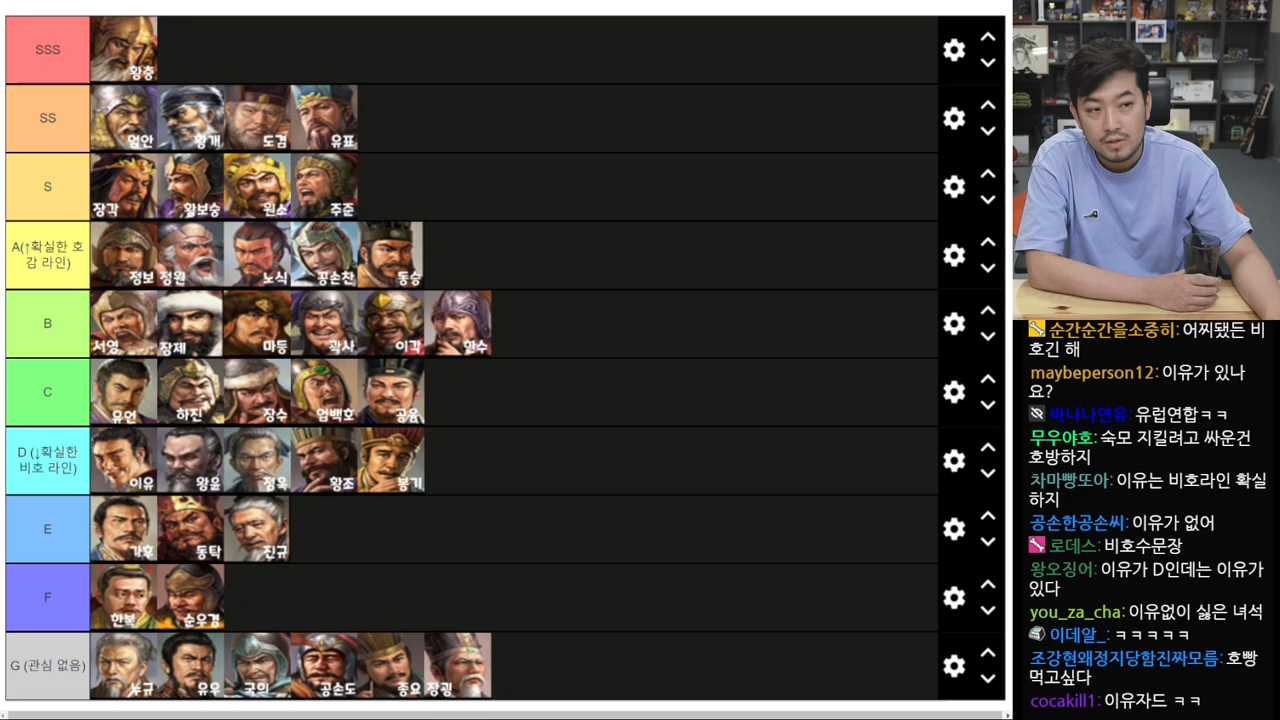 SSS
황충
SS
엄안 황개 도겸 유표
S
장각 황보숭 원소 주준
A(↑확실한 호
감 라인)
정보 정원 노식 공손찬 동승
B
서영 장제 마등 곽사 이각 한수
C
유언 하진 장수 엄백호 공융
D (↓확실한
비호 라인)
이유 왕윤 정욱 황조 봉기
E
가후 동탁 진규
F
한복 순우경
G (관심 없음)
누규 유우 국의 공손도 종요 장굉
순간순간을소중히: 어찌됐든 비
호긴 해
maybeperson12: 이유가 있나
요?
바나나연유: 유럽연합ㅋㅋ
무우야호: 숙모 지킬려고 싸운건
호방하지
차마빵또아: 이유는 비호라인 확실
하지
공손한공손씨: 이유가 없어
로데스: 비호수문장
왕오징어: 이유가 D인데는 이유가
있다
you_za_cha: 이유없이 싫은 녀석
이데알_: ㅋㅋㅋㅋㅋ
조강현왜정지당함진짜모름: 호빵
먹고싶다
cocakill1: 이유자드 ㅋㅋ